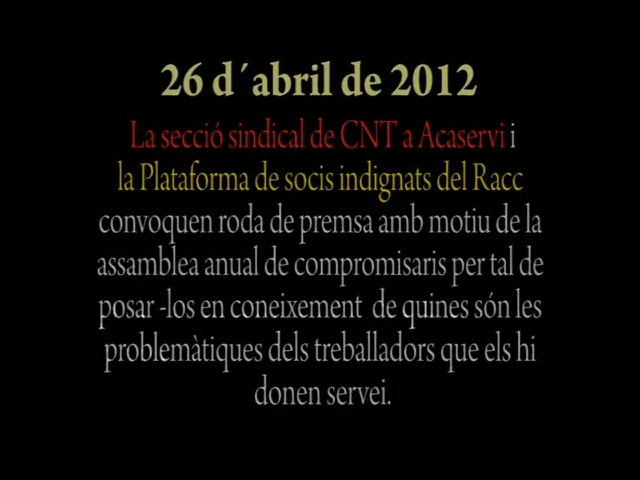 26 d´abril de 2012
La secció sindical de CNT a Acaservi i
la Plataforma de socis indignats del Racc
convoquen roda de premsa amb motiu de la
assamblea anual de compromisaris per tal de
posar -los en coneixement  de quines són les
problemàtiques dels treballadors que els hi
donen servei.